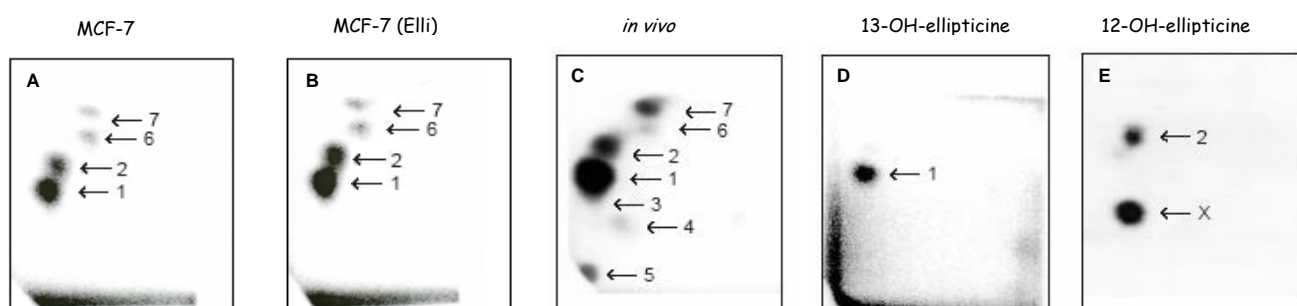 MCF-7
MCF-7 (Elli)
in vivo
13-OH-ellipticine
12-OH-ellipticine
A
7
6
2
1
B
7
6
2
1
C
7
6
2
1
3
4
5
D
1
E
2
X